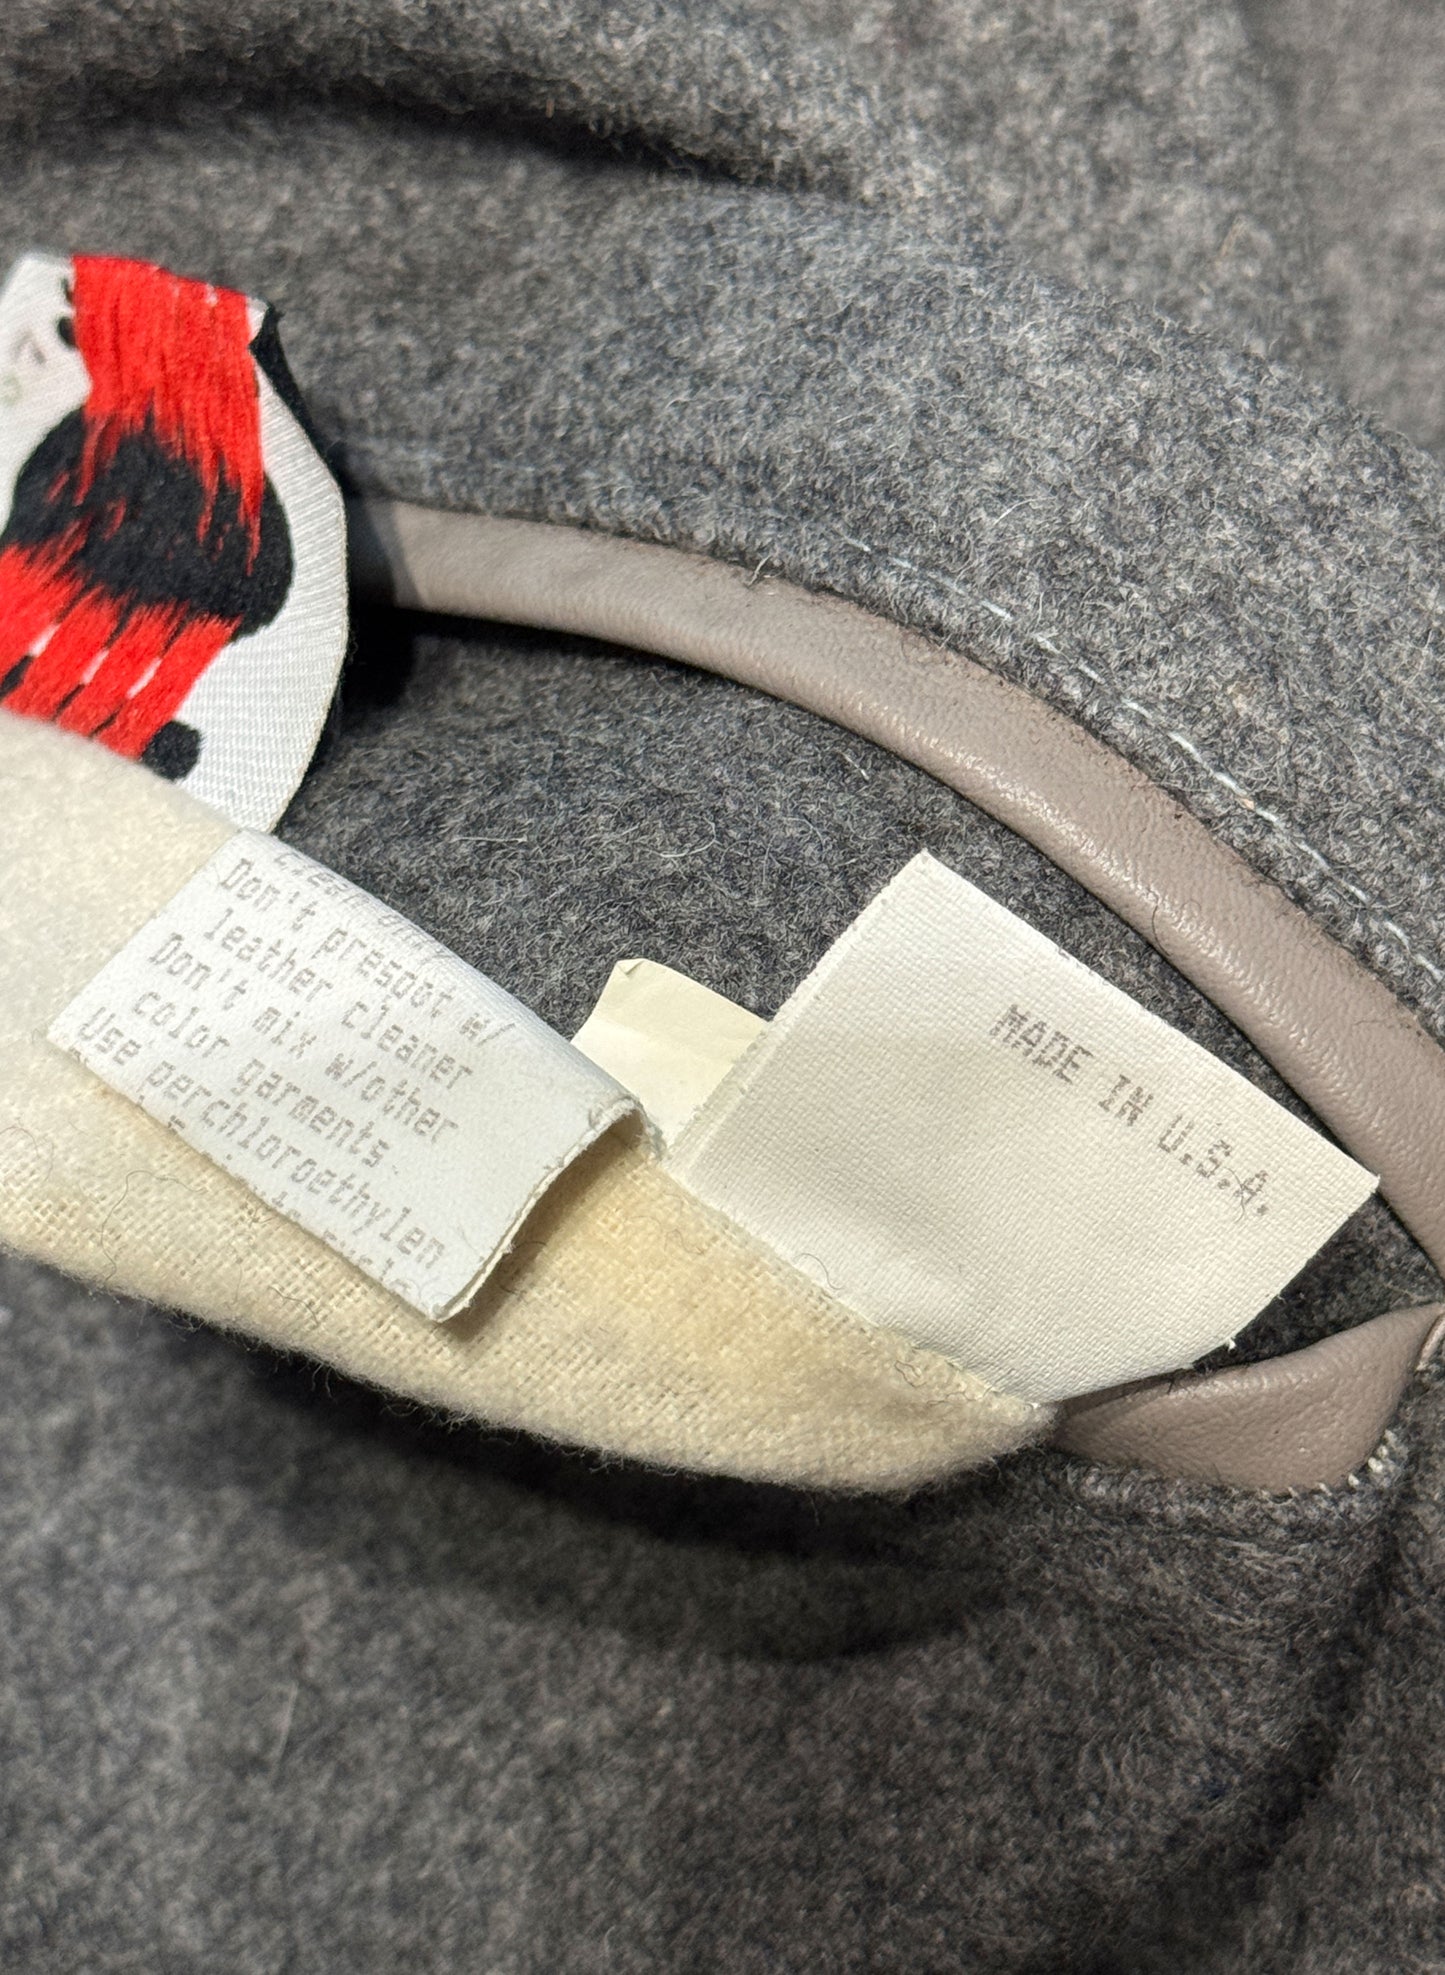 Don't prespot w/
leather cleaner
Don't mix w/other
color garments.
Use perchloroethylen
MADE IN U.S.A.